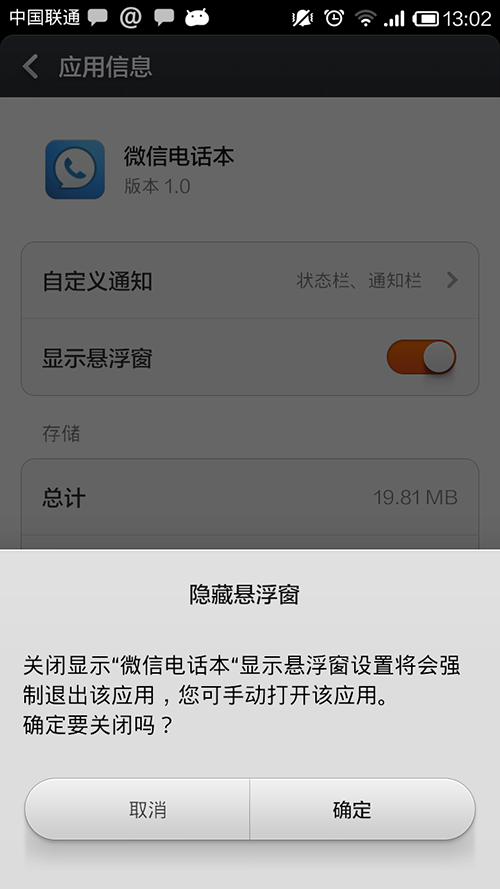 中国联通 @ 13:02
应用信息
微信电话本
版本 1.0
自定义通知 状态栏、通知栏
显示悬浮窗
存储
总计 19.81 MB
隐藏悬浮窗
关闭显示“微信电话本“显示悬浮窗设置将会强
制退出该应用，您可手动打开该应用。
确定要关闭吗？
取消 确定